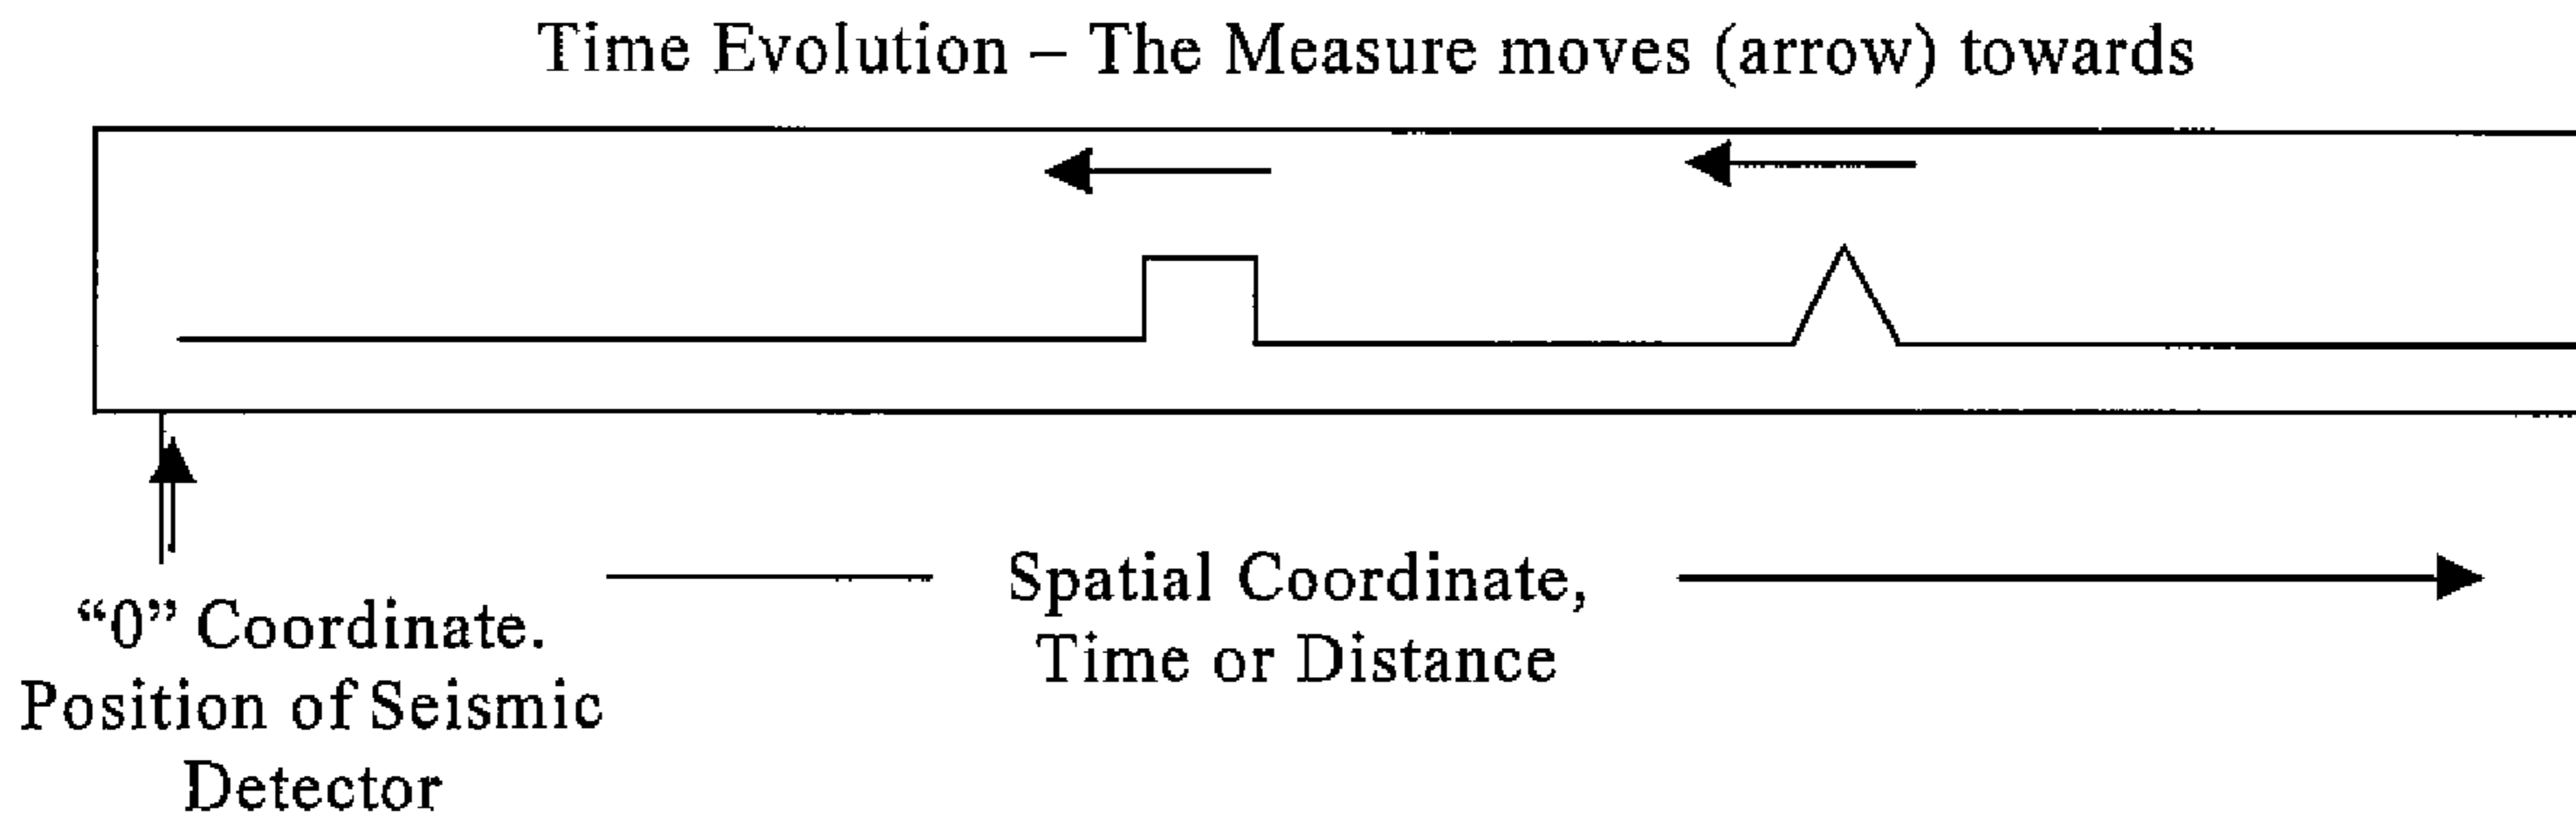 Time Evolution – The Measure moves (arrow) towards
“0” Coordinate.
Position of Seismic
Detector
Spatial Coordinate,
Time or Distance